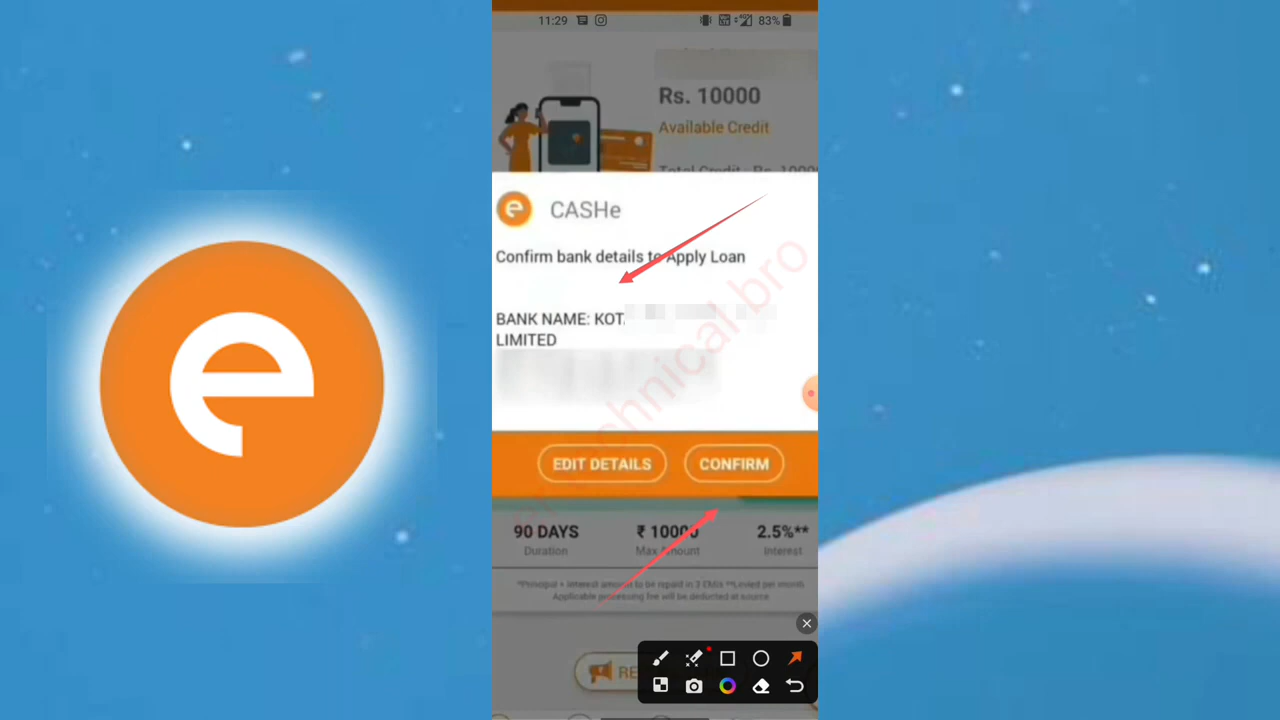 11:29
83%
Rs. 10000
Available Credit
Total Credit : Rs. 1000
CASHe
Confirm bank details to Apply Loan
BANK NAME: KOT
LIMITED
technical bro
EDIT DETAILS
CONFIRM
90 DAYS
₹ 10000
2.5%**
Duration
Max Amount
Interest
*Principal + interest amount to be repaid in 3 EMIs **Levied per month
Applicable processing fee will be deducted at source.
RE